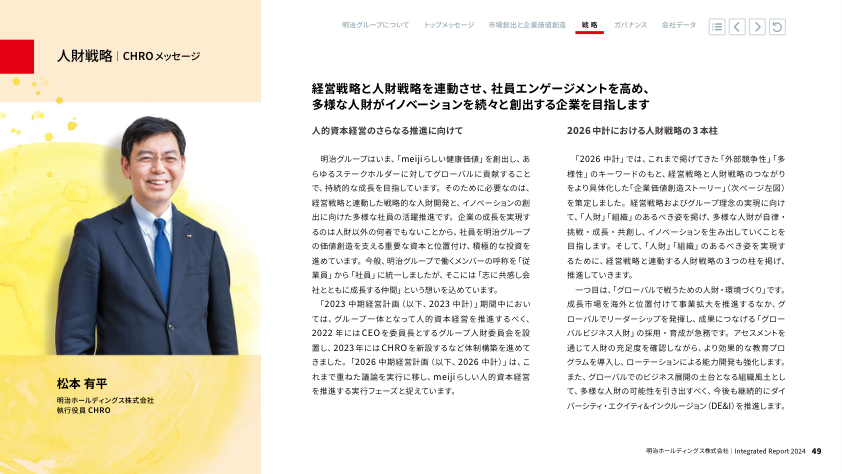 明治グループについて
トップメッセージ
市場創出と企業価値創造
戦 略
ガバナンス
会社データ
人財戦略｜CHROメッセージ
経営戦略と人財戦略を連動させ、社員エンゲージメントを高め、
多様な人財がイノベーションを続々と創出する企業を目指します
人的資本経営のさらなる推進に向けて
明治グループはいま、「meijiらしい健康価値」を創出し、あ
らゆるステークホルダーに対してグローバルに貢献すること
で、持続的な成長を目指しています。そのために必要なのは、
経営戦略と連動した戦略的な人財開発と、イノベーションの創
出に向けた多様な社員の活躍推進です。企業の成長を実現す
るのは人財以外の何者でもないことから、社員を明治グループ
の価値創造を支える重要な資本と位置付け、積極的な投資を
進めています。今般、明治グループで働くメンバーの呼称を「従
業員」から「社員」に統一しましたが、そこには「志に共感し会
社とともに成長する仲間」という想いを込めています。
「2023 中期経営計画（以下、2023 中計）」期間中におい
ては、グループ一体となって人的資本経営を推進するべく、
2022 年にはCEOを委員長とするグループ人財委員会を設
置し、2023年にはCHROを新設するなど体制構築を進めて
きました。「2026 中期経営計画（以下、2026 中計）」は、こ
れまで重ねた議論を実行に移し、meijiらしい人的資本経営
を推進する実行フェーズと捉えています。
2026中計における人財戦略の3本柱
「2026 中計」では、これまで掲げてきた「外部競争性」「多
様性」のキーワードのもと、経営戦略と人財戦略のつながり
をより具体化した「企業価値創造ストーリー」（次ページ左図）
を策定しました。経営戦略およびグループ理念の実現に向け
て、「人財」「組織」のあるべき姿を掲げ、多様な人財が自律・
挑戦・成長・共創し、イノベーションを生み出していくことを
目指します。そして、「人財」「組織」のあるべき姿を実現す
るために、経営戦略と連動する人財戦略の3つの柱を掲げ、
推進していきます。
一つ目は、「グローバルで戦うための人財・環境づくり」です。
成長市場を海外と位置付けて事業拡大を推進するなか、グ
ローバルでリーダーシップを発揮し、成果につなげる「グロー
バルビジネス人財」の採用・育成が急務です。アセスメントを
通じて人財の充足度を確認しながら、より効果的な教育プロ
グラムを導入し、ローテーションによる能力開発も強化します。
また、グローバルでのビジネス展開の土台となる組織風土とし
て、多様な人財の可能性を引き出すべく、今後も継続的にダイ
バーシティ・エクイティ&インクルージョン（DE&I）を推進します。
松本 有平
明治ホールディングス株式会社
執行役員 CHRO
明治ホールディングス株式会社｜Integrated Report 2024 49